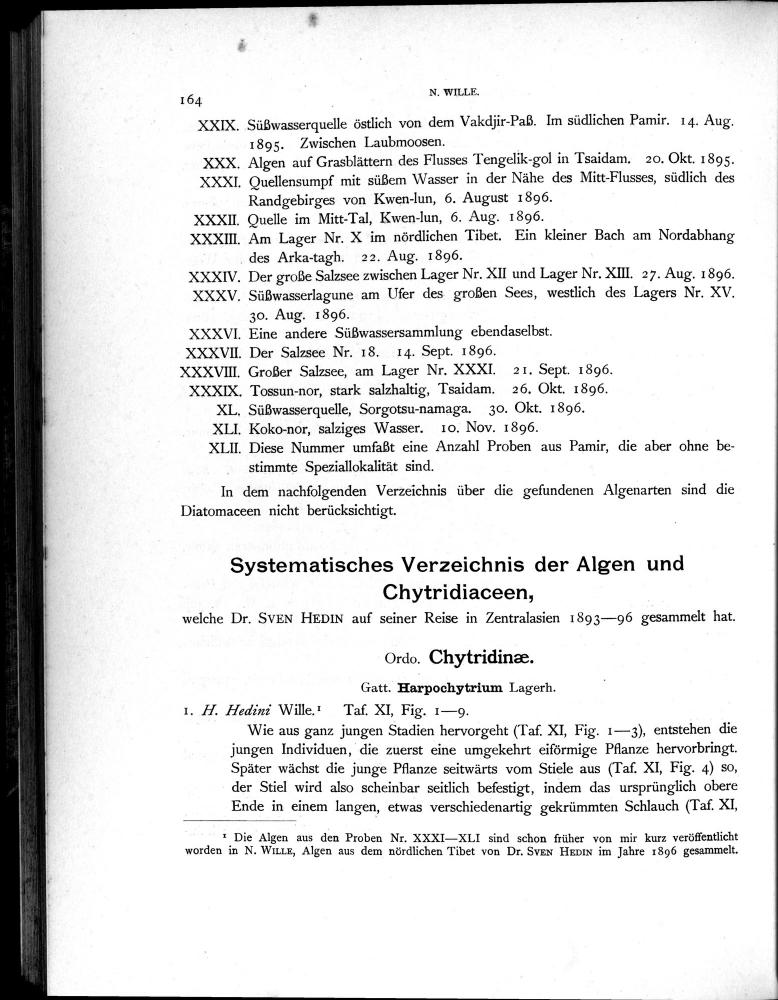 164
N. WILLE.
XXIX. Süßwasserquelle östlich von dem Vakdjir-Paß. Im südlichen Pamir. 14. Aug.
1895. Zwischen Laubmoosen.
XXX. Algen auf Grasblättern des Flusses Tengelik-gol in Tsaidam. 20. Okt. 1895.
XXXI. Quellensumpf mit süßem Wasser in der Nähe des Mitt-Flusses, südlich des
Randgebirges von Kwen-lun, 6. August 1896.
XXXII. Quelle im Mitt-Tal, Kwen-lun, 6. Aug. 1896.
XXXIII. Am Lager Nr. X im nördlichen Tibet. Ein kleiner Bach am Nordabhang
des Arka-tagh. 22. Aug. 1896.
XXXIV. Der große Salzsee zwischen Lager Nr. XII und Lager Nr. XIII. 27. Aug. 1896.
XXXV. Süßwasserlagune am Ufer des großen Sees, westlich des Lagers Nr. XV.
30. Aug. 1896.
XXXVI. Eine andere Süßwassersammlung ebendaselbst.
XXXVII. Der Salzsee Nr. 18. 14. Sept. 1896.
XXXVIII. Großer Salzsee, am Lager Nr. XXXI. 21. Sept. 1896.
XXXIX. Tossun-nor, stark salzhaltig, Tsaidam. 26. Okt. 1896.
XL. Süßwasserquelle, Sorgotsu-namaga. 30. Okt. 1896.
XLI. Koko-nor, salziges Wasser. 10. Nov. 1896.
XLII. Diese Nummer umfaßt eine Anzahl Proben aus Pamir, die aber ohne be-
stimmte Speziallokalität sind.
In dem nachfolgenden Verzeichnis über die gefundenen Algenarten sind die
Diatomaceen nicht berücksichtigt.
Systematisches Verzeichnis der Algen und
Chytridiaceen,
welche Dr. SVEN HEDIN auf seiner Reise in Zentralasien 1893—96 gesammelt hat.
Ordo. Chytridinæ.
Gatt. Harpochytrium Lagerh.
1. H. Hedini Wille.¹ Taf. XI, Fig. 1—9.
Wie aus ganz jungen Stadien hervorgeht (Taf. XI, Fig. 1—3), entstehen die
jungen Individuen, die zuerst eine umgekehrt eiförmige Pflanze hervorbringt.
Später wächst die junge Pflanze seitwärts vom Stiele aus (Taf. XI, Fig. 4) so,
der Stiel wird also scheinbar seitlich befestigt, indem das ursprünglich obere
Ende in einem langen, etwas verschiedenartig gekrümmten Schlauch (Taf. XI,
¹ Die Algen aus den Proben Nr. XXXI—XLI sind schon früher von mir kurz veröffentlicht
worden in N. WILLE, Algen aus dem nördlichen Tibet von Dr. SVEN HEDIN im Jahre 1896 gesammelt.